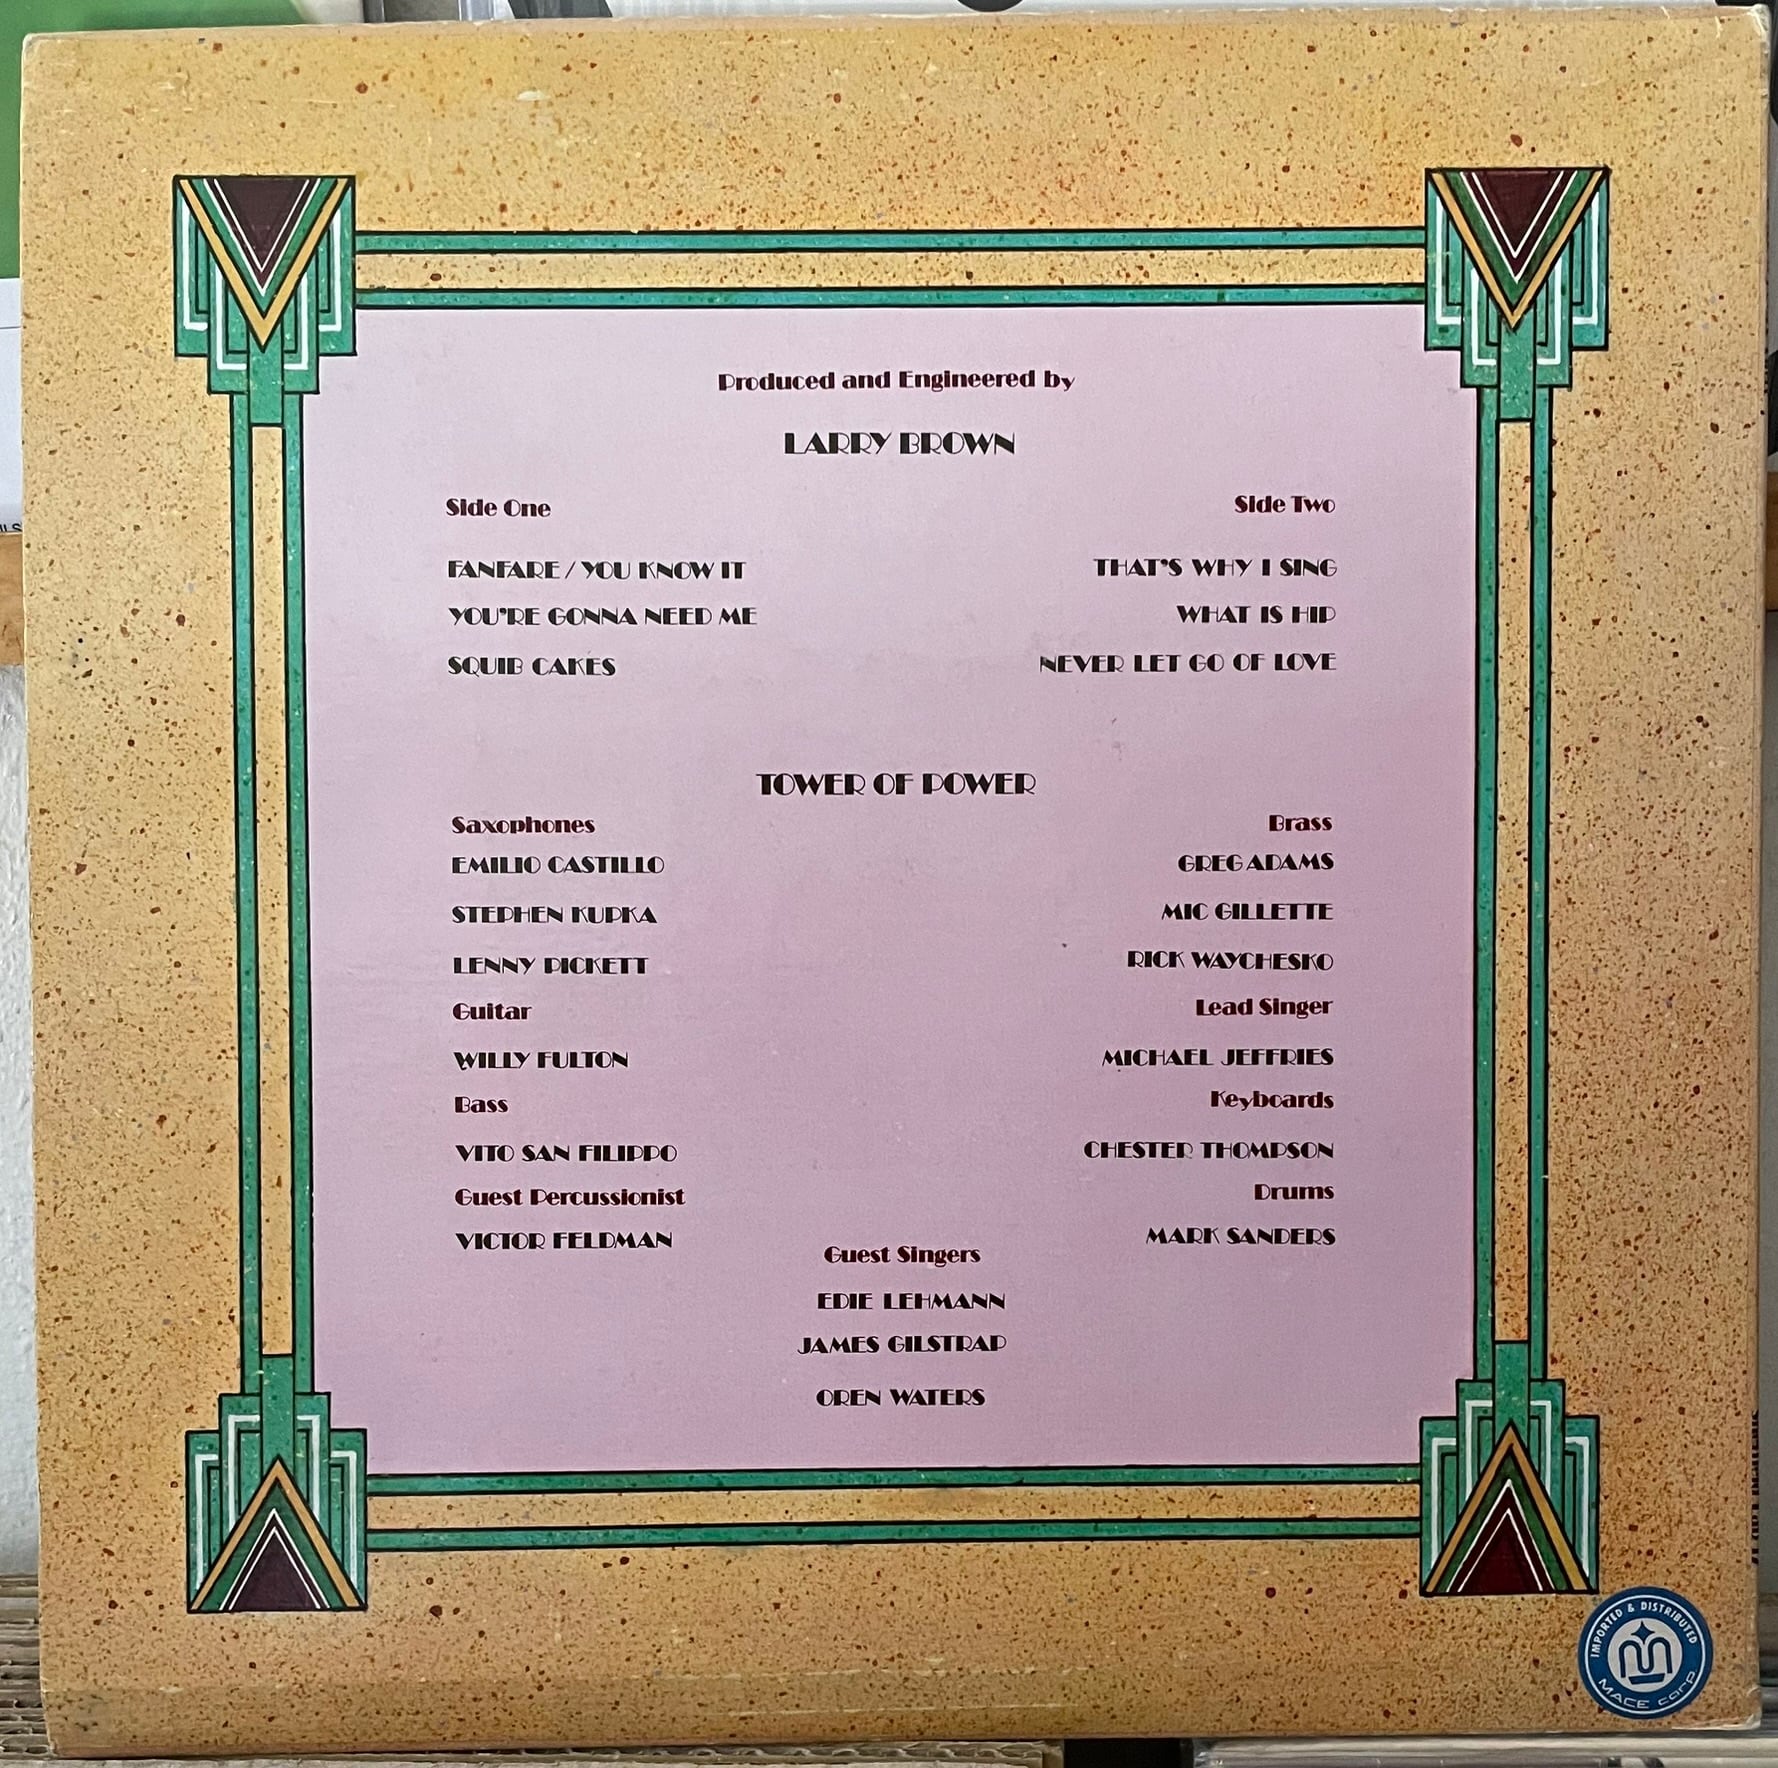 Produced and Engineered by
LARRY BROWN
Side One
FANFARE / YOU KNOW IT
YOU'RE GONNA NEED ME
SQUIB CAKES
Side Two
THAT'S WHY I SING
WHAT IS HIP
NEVER LET GO OF LOVE
TOWER OF POWER
Saxophones
EMILIO CASTILLO
STEPHEN KUPKA
LENNY PICKETT
Guitar
WILLY FULTON
Bass
VITO SAN FILIPPO
Guest Percussionist
VICTOR FELDMAN
Brass
GREG ADAMS
MIC GILLETTE
RICK WAYCHESKO
Lead Singer
MICHAEL JEFFRIES
Keyboards
CHESTER THOMPSON
Drums
MARK SANDERS
Guest Singers
EDIE LEHMANN
JAMES GILSTRAP
OREN WATERS
IMPORTED & DISTRIBUTED
MACE CORP